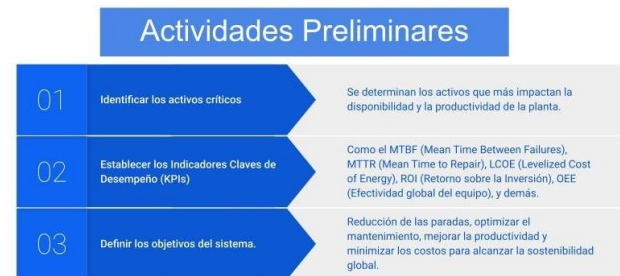 Actividades Preliminares
01
Identificar los activos críticos
Se determinan los activos que más impactan la
disponibilidad y la productividad de la planta.
02
Establecer los Indicadores Claves de
Desempeño (KPIs)
Como el MTBF (Mean Time Between Failures),
MTTR (Mean Time to Repair), LCOE (Levelized Cost
of Energy), ROI (Retorno sobre la Inversión), OEE
(Efectividad global del equipo), y demás.
03
Definir los objetivos del sistema.
Reducción de las paradas, optimizar el
mantenimiento, mejorar la productividad y
minimizar los costos para alcanzar la sostenibilidad
global.